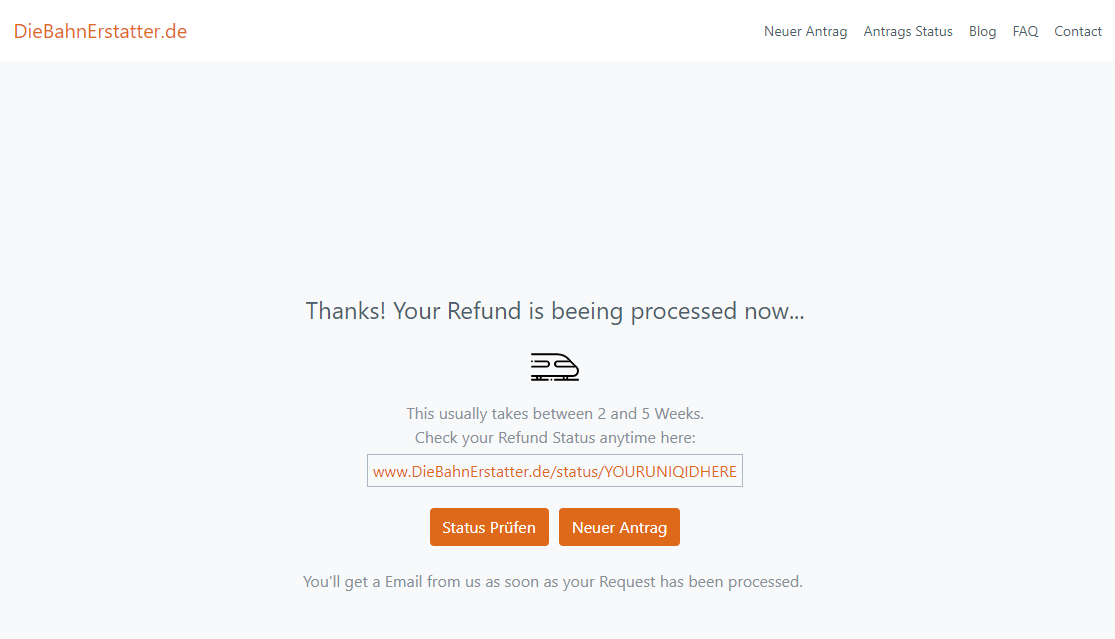 DieBahnErstatter.de
Neuer Antrag Antrags Status Blog FAQ Contact
Thanks! Your Refund is beeing processed now...
This usually takes between 2 and 5 Weeks.
Check your Refund Status anytime here:
www.DieBahnErstatter.de/status/YOURUNIQIDHERE
Status Prüfen Neuer Antrag
You'll get a Email from us as soon as your Request has been processed.